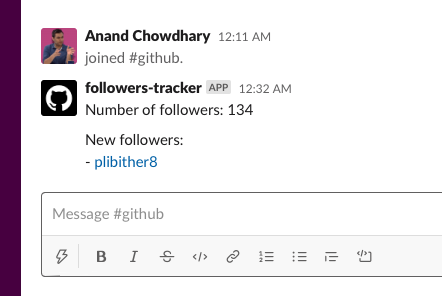 Anand Chowdhary 12:11 AM
joined #github.
followers-tracker APP 12:32 AM
Number of followers: 134
New followers:
- plibither8
Message #github